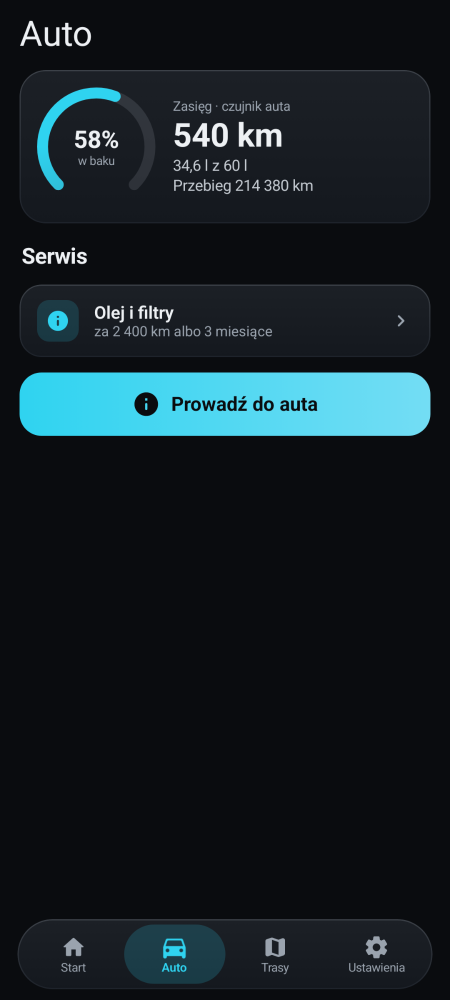 Auto
58%
w baku
Zasięg · czujnik auta
540 km
34,6 l z 60 l
Przebieg 214 380 km
Serwis
Olej i filtry
za 2 400 km albo 3 miesiące
Prowadź do auta
Start
Auto
Trasy
Ustawienia